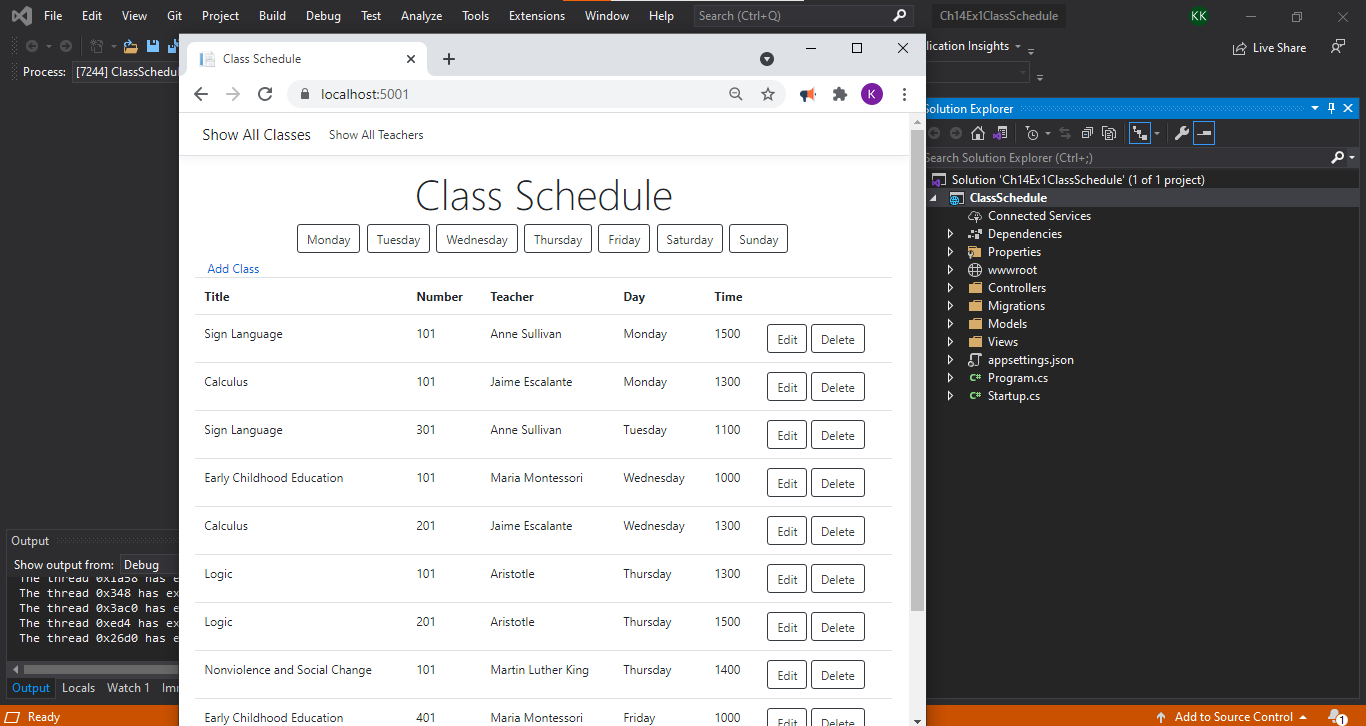 File Edit View Git Project Build Debug Test Analyze Tools Extensions Window Help Search (Ctrl+Q) Ch14Ex1ClassSchedule KK
lication Insights Live Share
Process: [7244] ClassSchedul
Class Schedule
localhost:5001 K
Show All Classes Show All Teachers
Class Schedule
Monday Tuesday Wednesday Thursday Friday Saturday Sunday
Add Class
Title Number Teacher Day Time
Sign Language 101 Anne Sullivan Monday 1500 Edit Delete
Calculus 101 Jaime Escalante Monday 1300 Edit Delete
Sign Language 301 Anne Sullivan Tuesday 1100 Edit Delete
Early Childhood Education 101 Maria Montessori Wednesday 1000 Edit Delete
Calculus 201 Jaime Escalante Wednesday 1300 Edit Delete
Logic 101 Aristotle Thursday 1300 Edit Delete
Logic 201 Aristotle Thursday 1500 Edit Delete
Nonviolence and Social Change 101 Martin Luther King Thursday 1400 Edit Delete
Early Childhood Education 401 Maria Montessori Friday 1000 Edit Delete
Solution Explorer
Search Solution Explorer (Ctrl+;)
Solution 'Ch14Ex1ClassSchedule' (1 of 1 project)
ClassSchedule
Connected Services
Dependencies
Properties
wwwroot
Controllers
Migrations
Models
Views
appsettings.json
C# Program.cs
C# Startup.cs
Output
Show output from: Debug
The thread 0x1a58 has e
The thread 0x348 has ex
The thread 0x3ac0 has e
The thread 0xed4 has ex
The thread 0x26d0 has e
Output Locals Watch 1 Imr
Ready Add to Source Control 1